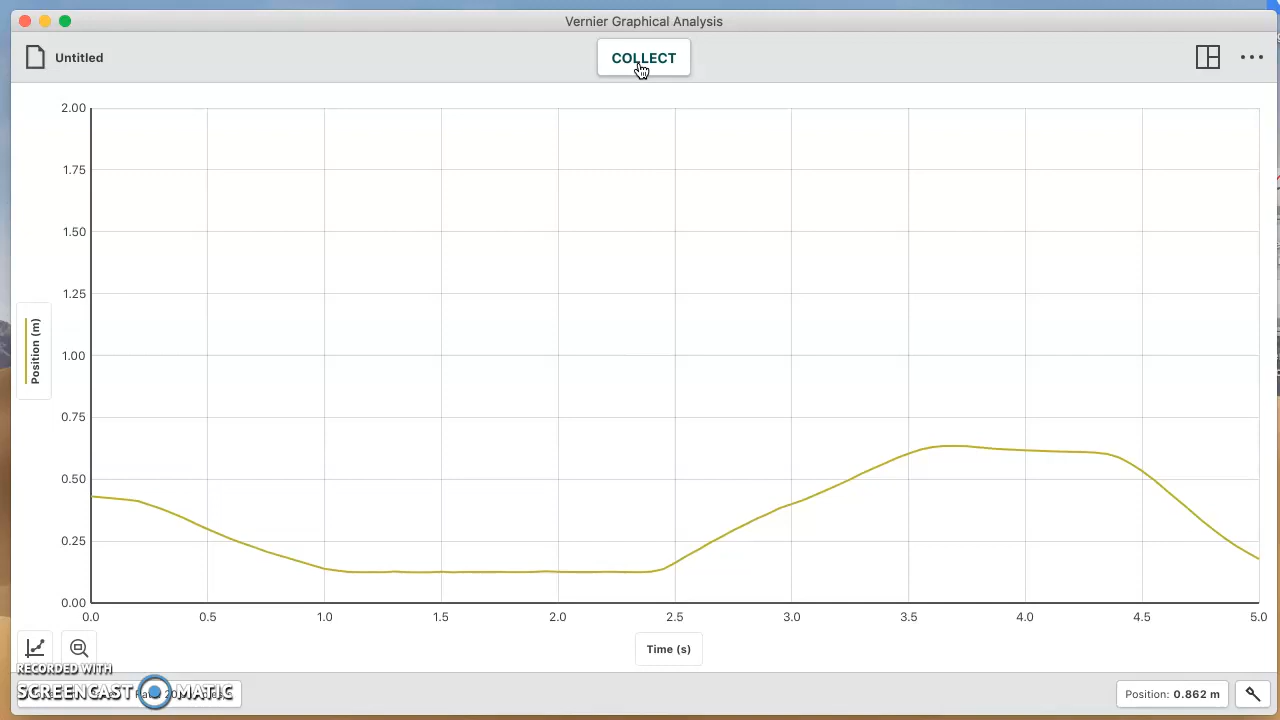 Vernier Graphical Analysis
Untitled
COLLECT
2.00
1.75
1.50
1.25
1.00
0.75
0.50
0.25
0.00
Position (m)
0.0 0.5 1.0 1.5 2.0 2.5 3.0 3.5 4.0 4.5 5.0
Time (s)
RECORDED WITH
SCREENCAST MATIC
Position: 0.862 m